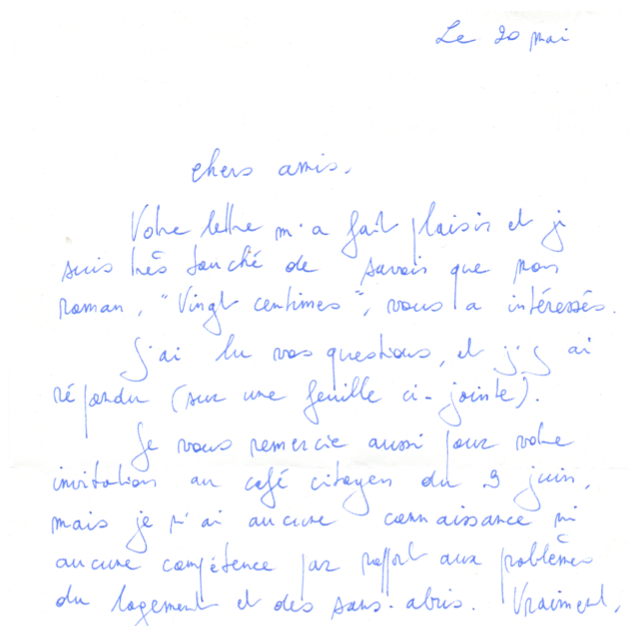 Le 20 mai
chers amis.
Votre lettre m'a fait plaisir et je
suis très touché de savoir que mon
roman, "Vingt centimes", vous a intéressés.
J'ai lu vos questions, et j'y ai
répondu (sur une feuille ci-jointe).
Je vous remercie aussi pour votre
invitation au café citoyen du 9 juin,
mais je n'ai aucune connaissance ni
aucune compétence par rapport aux problèmes
du logement et des sans-abris. Vraiment,